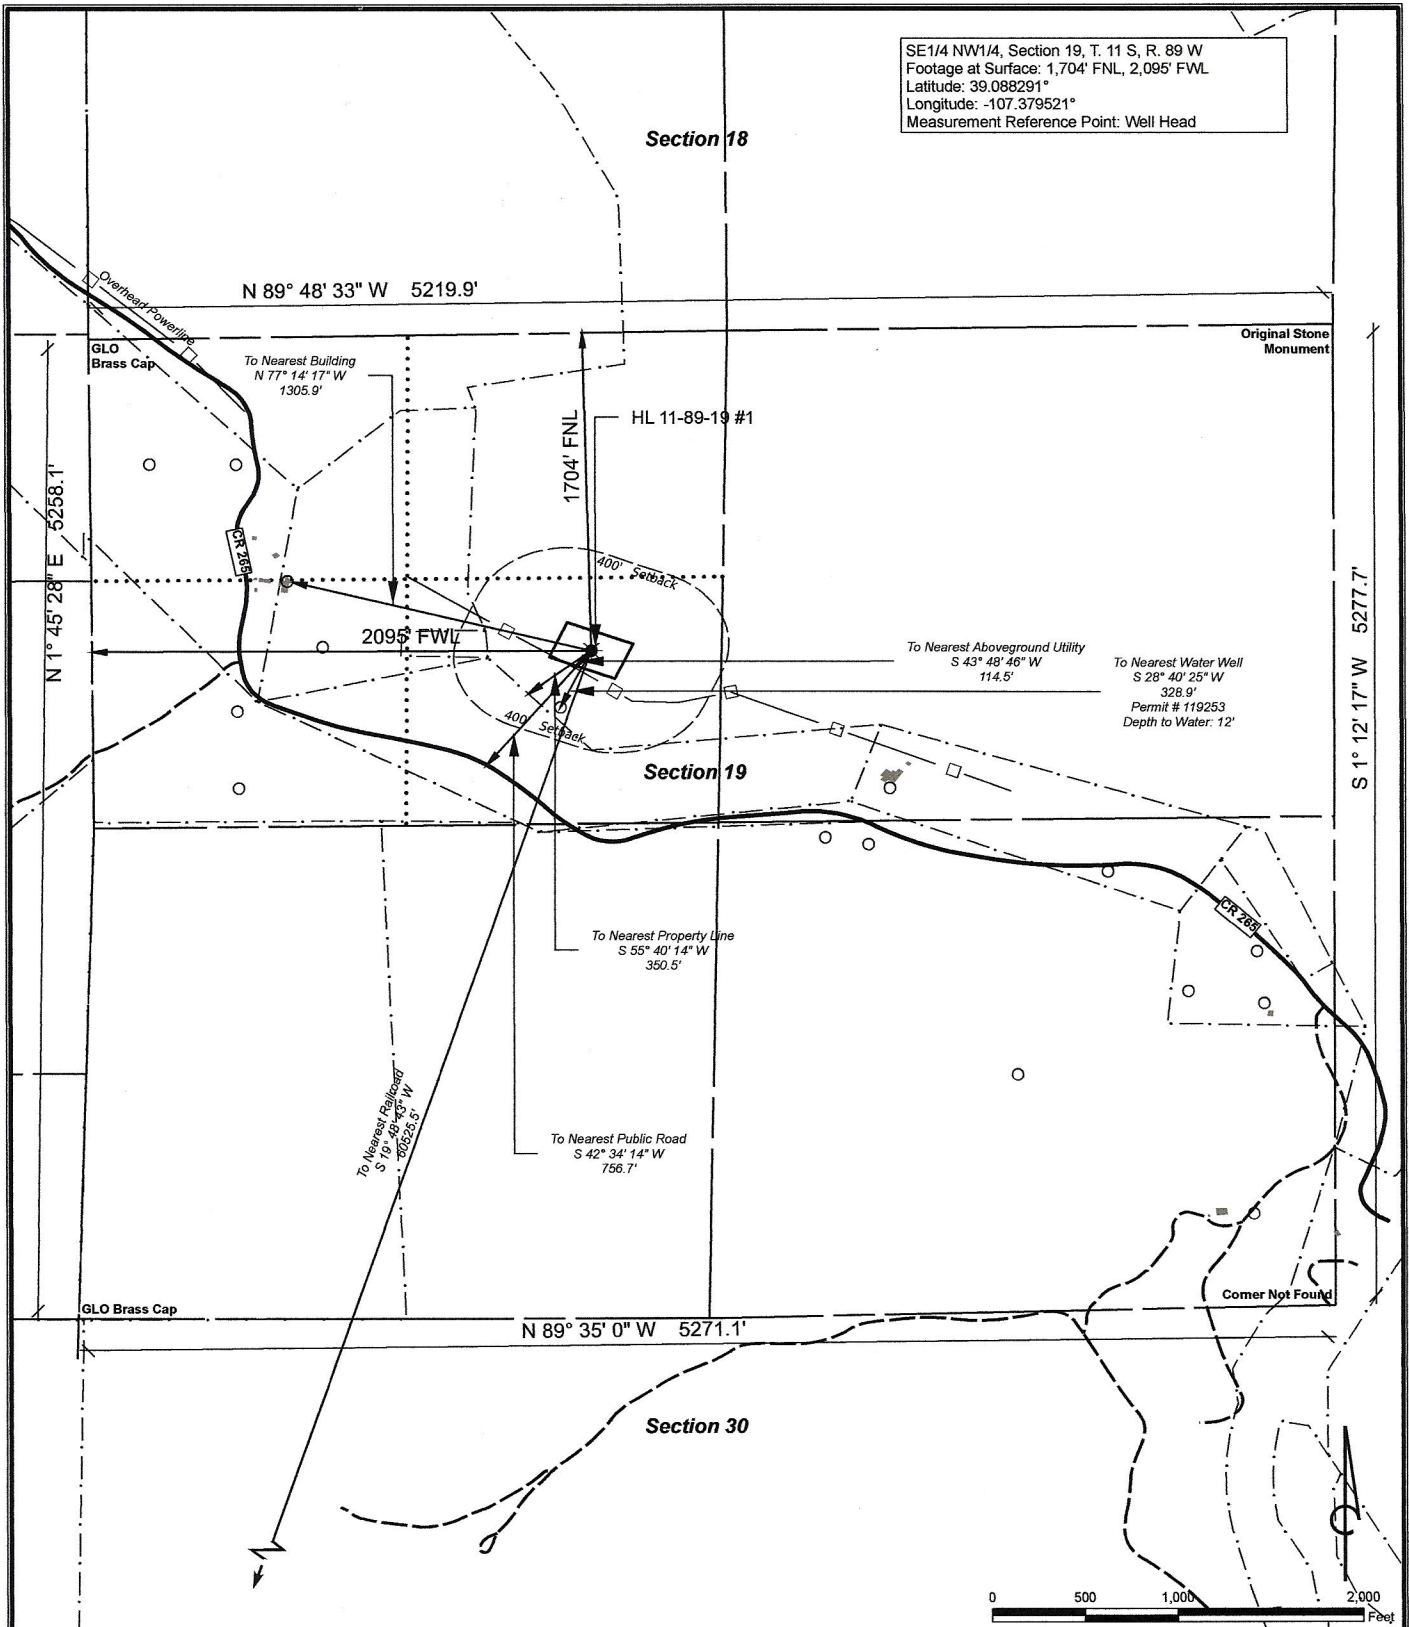 SE1/4 NW1/4, Section 19, T. 11 S, R. 89 W
Footage at Surface: 1,704' FNL, 2,095' FWL
Latitude: 39.088291°
Longitude: -107.379521°
Measurement Reference Point: Well Head
Section 18
Overhead Powerline
N 89° 48' 33" W 5219.9'
GLO
Brass Cap
Original Stone
Monument
To Nearest Building
N 77° 14' 17" W
1305.9'
HL 11-89-19 #1
1704' FNL
N 1° 45' 28" E 5258.1'
CR 265
400' Setback
2095' FWL
S 1° 12' 17" W 5277.7'
To Nearest Aboveground Utility
S 43° 48' 46" W
114.5'
To Nearest Water Well
S 28° 40' 25" W
328.9'
Permit # 119253
Depth to Water: 12'
400' Setback
Section 19
CR 265
To Nearest Property Line
S 55° 40' 14" W
350.5'
To Nearest Railroad
S 19° 48' 43" W
60525.5'
To Nearest Public Road
S 42° 34' 14" W
756.7'
GLO Brass Cap
Corner Not Found
N 89° 35' 0" W 5271.1'
Section 30
0 500 1,000 2,000
Feet